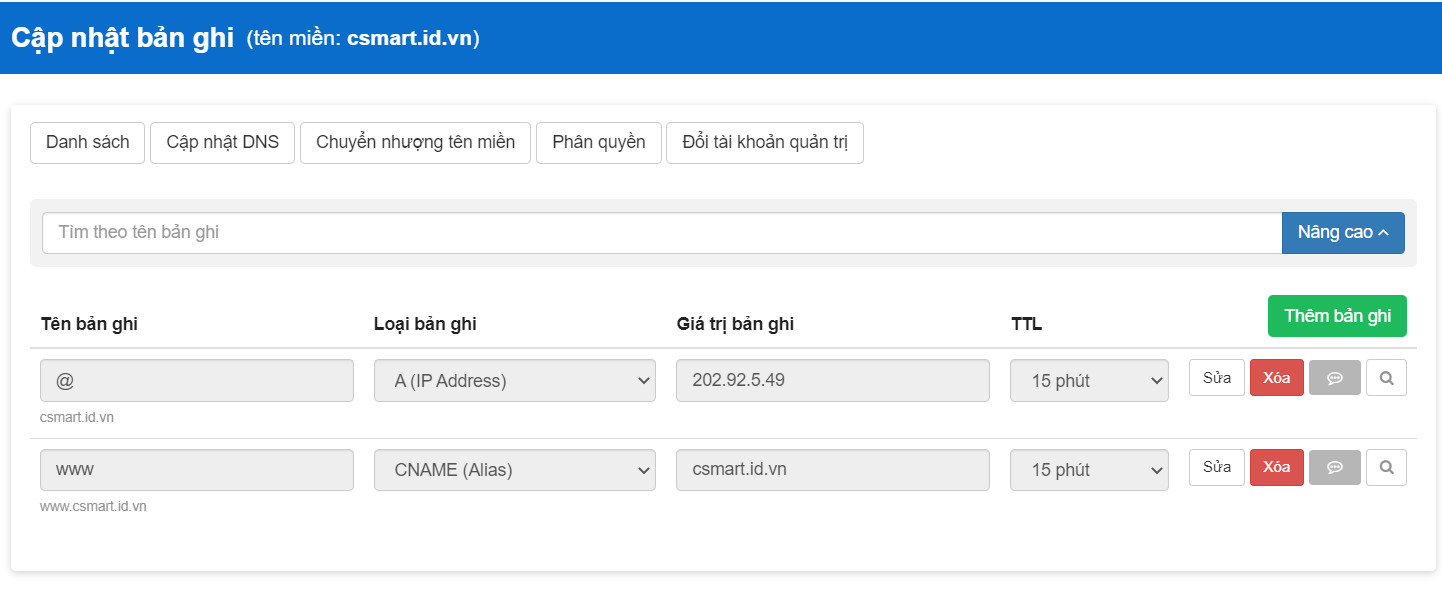 Cập nhật bản ghi (tên miền: csmart.id.vn)
Danh sách Cập nhật DNS Chuyển nhượng tên miền Phân quyền Đổi tài khoản quản trị
Tìm theo tên bản ghi Nâng cao
Tên bản ghi Loại bản ghi Giá trị bản ghi TTL Thêm bản ghi
@ A (IP Address) 202.92.5.49 15 phút Sửa Xóa
csmart.id.vn
www CNAME (Alias) csmart.id.vn 15 phút Sửa Xóa
www.csmart.id.vn